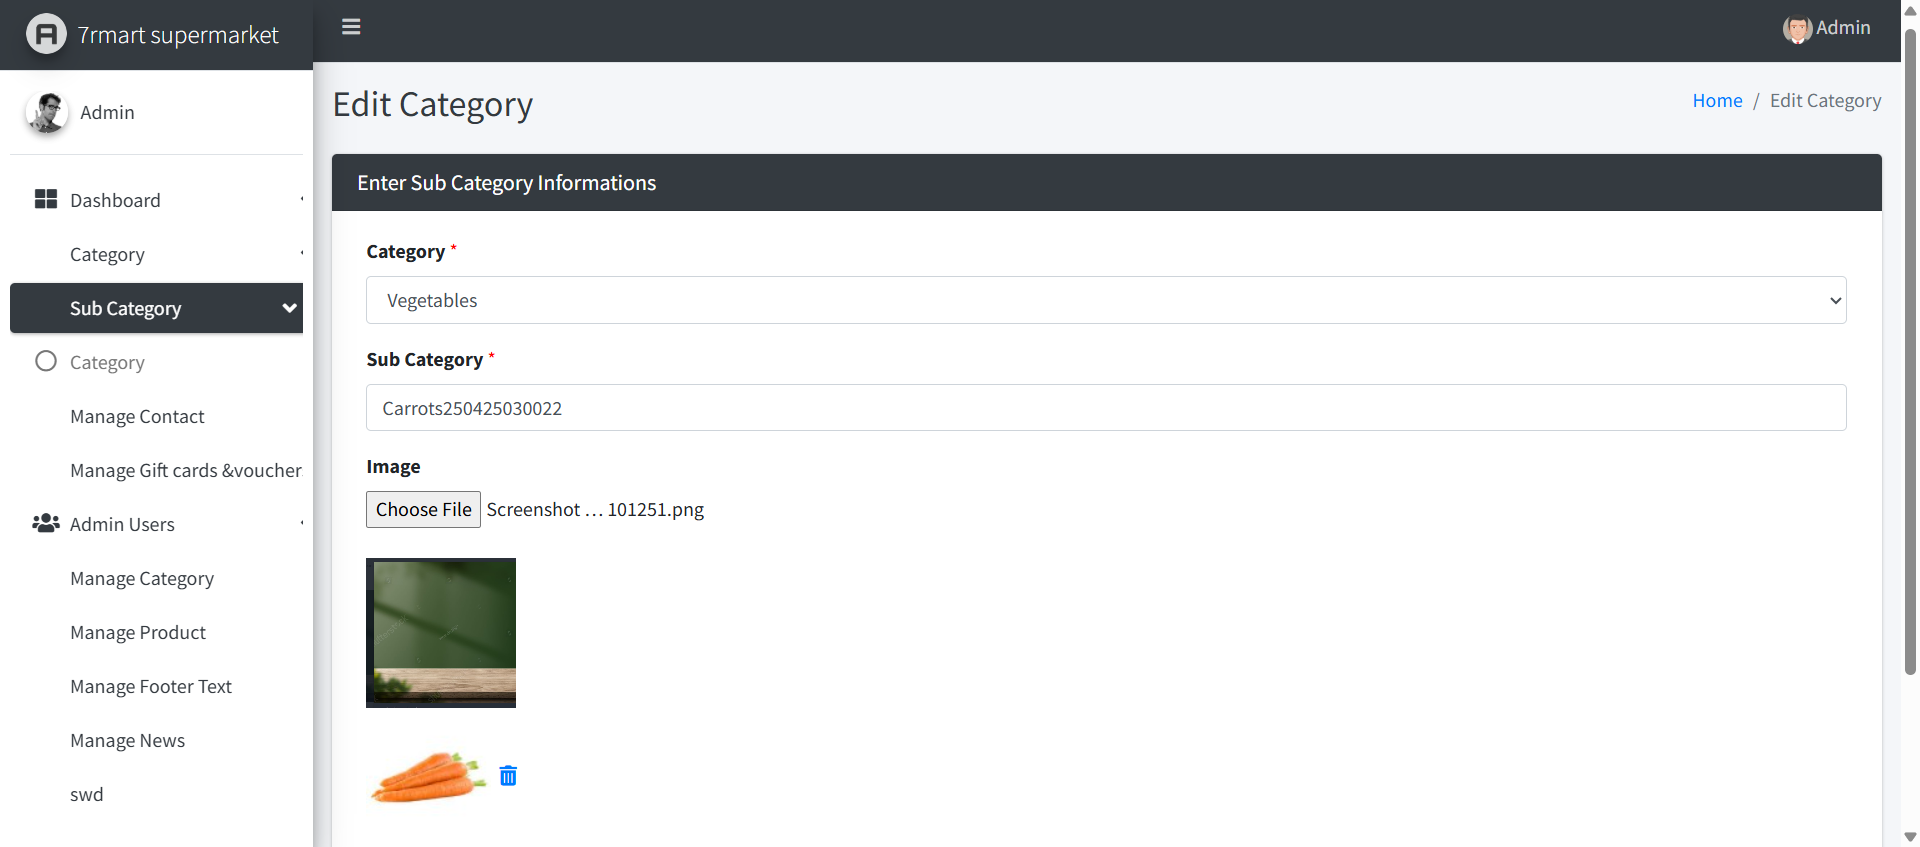 7rmart supermarket
Admin
Admin
Dashboard
Category
Sub Category
Category
Manage Contact
Manage Gift cards &voucher
Admin Users
Manage Category
Manage Product
Manage Footer Text
Manage News
swd
Edit Category
Home / Edit Category
Enter Sub Category Informations
Category *
Vegetables
Sub Category *
Carrots250425030022
Image
Choose File Screenshot ... 101251.png